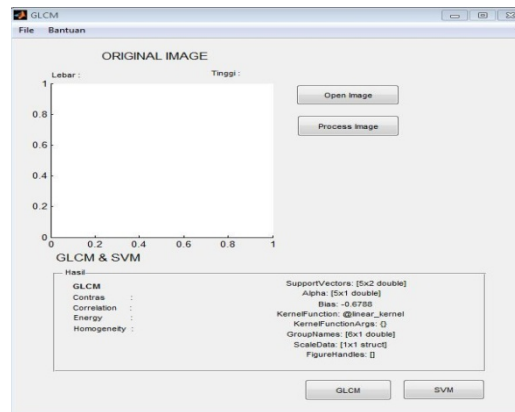 GLCM
File Bantuan
ORIGINAL IMAGE
Lebar : Tinggi :
1
0.8
0.6
0.4
0.2
0
0 0.2 0.4 0.6 0.8 1
Open Image
Process Image
GLCM & SVM
Hasil
GLCM
Contras :
Correlation :
Energy :
Homogeneity :
SupportVectors: [5x2 double]
Alpha: [5x1 double]
Bias: -0.6788
KernelFunction: @linear_kernel
KernelFunctionArgs: {}
GroupNames: [6x1 double]
ScaleData: [1x1 struct]
FigureHandles: []
GLCM SVM